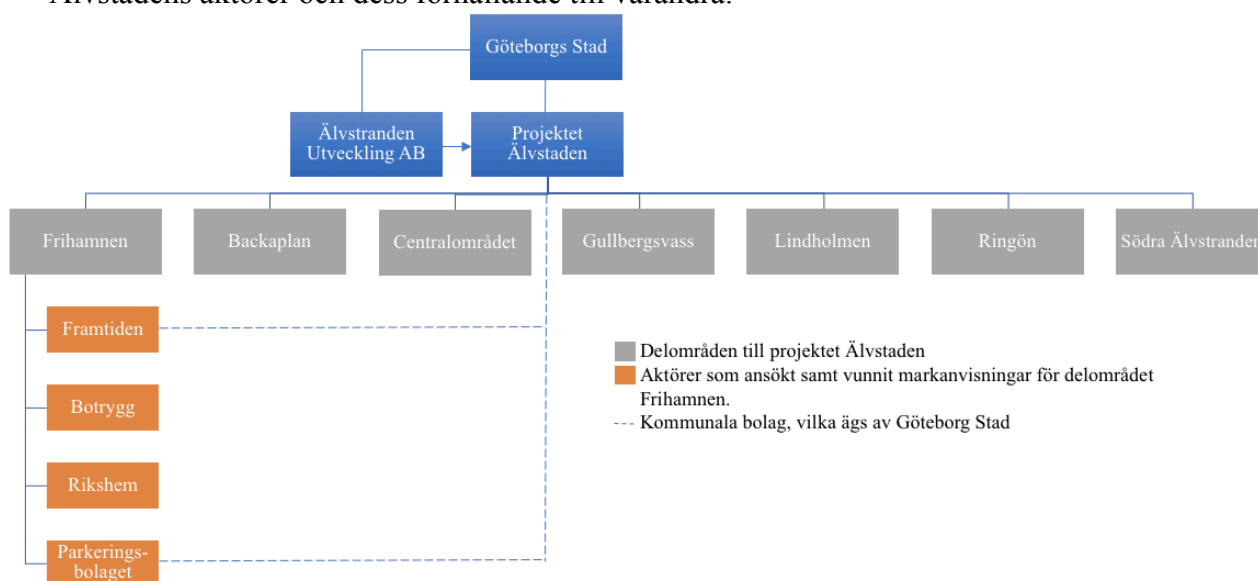 Älvstadens aktörer och dess förhållande till varandra.
Göteborgs Stad
Älvstranden
Utveckling AB
Projektet
Älvstaden
Frihamnen
Backaplan
Centralområdet
Gullbergsvass
Lindholmen
Ringön
Södra Älvstranden
Framtiden
Botrygg
Rikshem
Parkerings-
bolaget
Delområden till projektet Älvstaden
Aktörer som ansökt samt vunnit markanvisningar för delområdet
Frihamnen.
Kommunala bolag, vilka ägs av Göteborg Stad